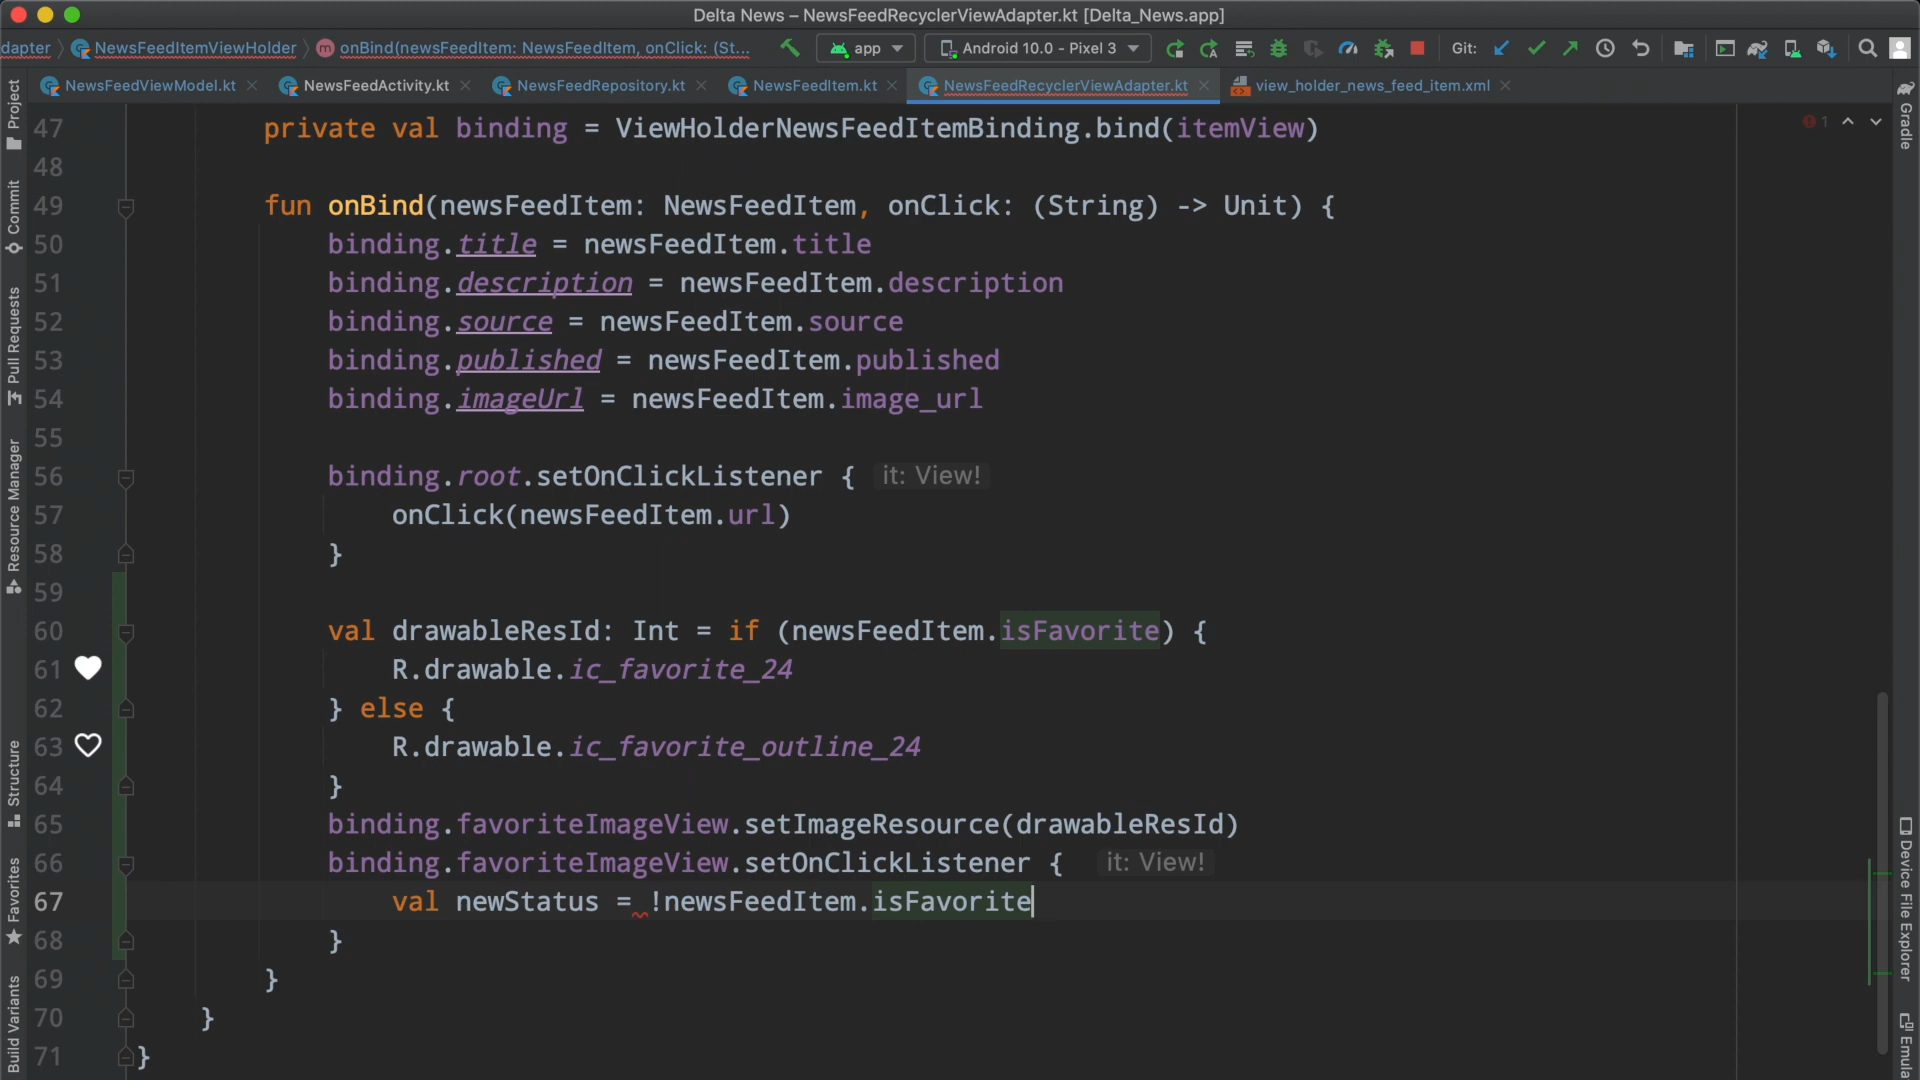 Delta News – NewsFeedRecyclerViewAdapter.kt [Delta_News.app]
dapter NewsFeedItemViewHolder m onBind(newsFeedItem: NewsFeedItem, onClick: (St... app Android 10.0 - Pixel 3 Git:
NewsFeedViewModel.kt NewsFeedActivity.kt NewsFeedRepository.kt NewsFeedItem.kt NewsFeedRecyclerViewAdapter.kt view_holder_news_feed_item.xml
Project
Commit
Pull Requests
Resource Manager
Structure
Favorites
Build Variants
47 private val binding = ViewHolderNewsFeedItemBinding.bind(itemView)
48
49 fun onBind(newsFeedItem: NewsFeedItem, onClick: (String) -> Unit) {
50 binding.title = newsFeedItem.title
51 binding.description = newsFeedItem.description
52 binding.source = newsFeedItem.source
53 binding.published = newsFeedItem.published
54 binding.imageUrl = newsFeedItem.image_url
55
56 binding.root.setOnClickListener { it: View!
57 onClick(newsFeedItem.url)
58 }
59
60 val drawableResId: Int = if (newsFeedItem.isFavorite) {
61 R.drawable.ic_favorite_24
62 } else {
63 R.drawable.ic_favorite_outline_24
64 }
65 binding.favoriteImageView.setImageResource(drawableResId)
66 binding.favoriteImageView.setOnClickListener { it: View!
67 val newStatus = !newsFeedItem.isFavorite
68 }
69 }
70 }
71 }
1
Gradle
Device File Explorer
Emula